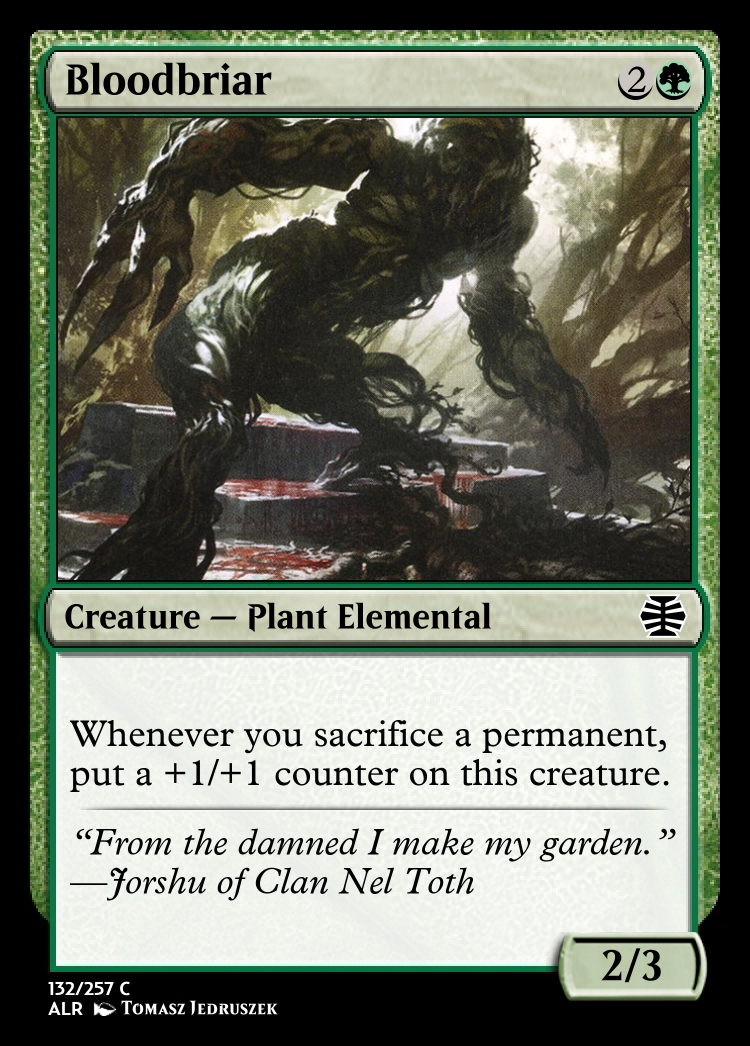 Bloodbriar
2
Creature — Plant Elemental
Whenever you sacrifice a permanent,
put a +1/+1 counter on this creature.
“From the damned I make my garden.”
—Jorshu of Clan Nel Toth
2/3
132/257 C
ALR Tomasz Jedruszek